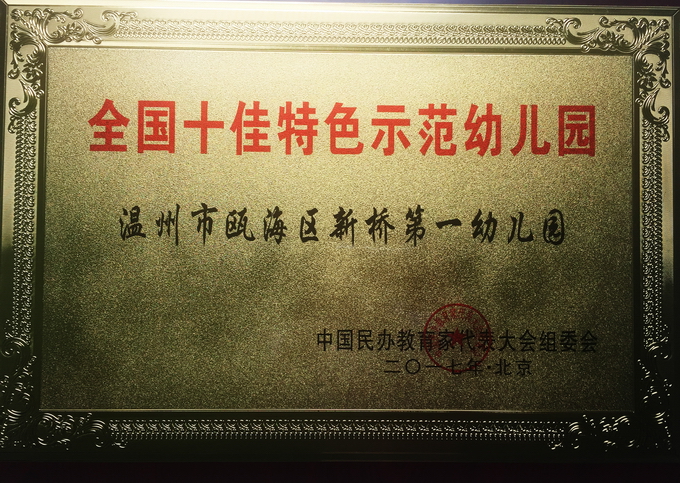 全国十佳特色示范幼儿园
温州市瓯海区新桥第一幼儿园
中国民办教育家代表大会组委会
二〇一七年·北京